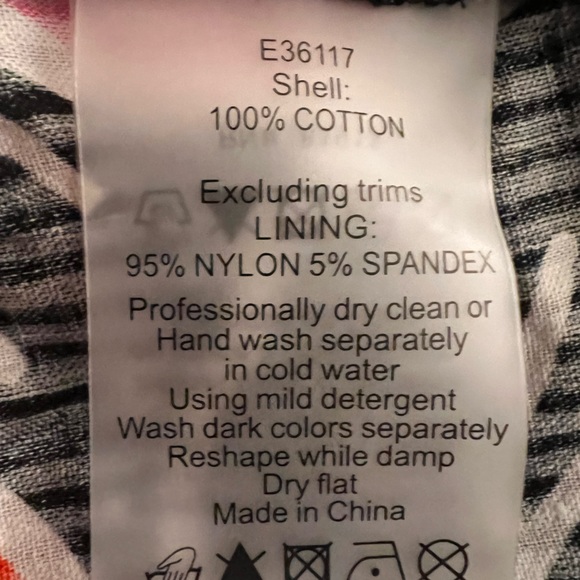 E36117
Shell:
100% COTTON
Excluding trims
LINING:
95% NYLON 5% SPANDEX
Professionally dry clean or
Hand wash separately
in cold water
Using mild detergent
Wash dark colors separately
Reshape while damp
Dry flat
Made in China